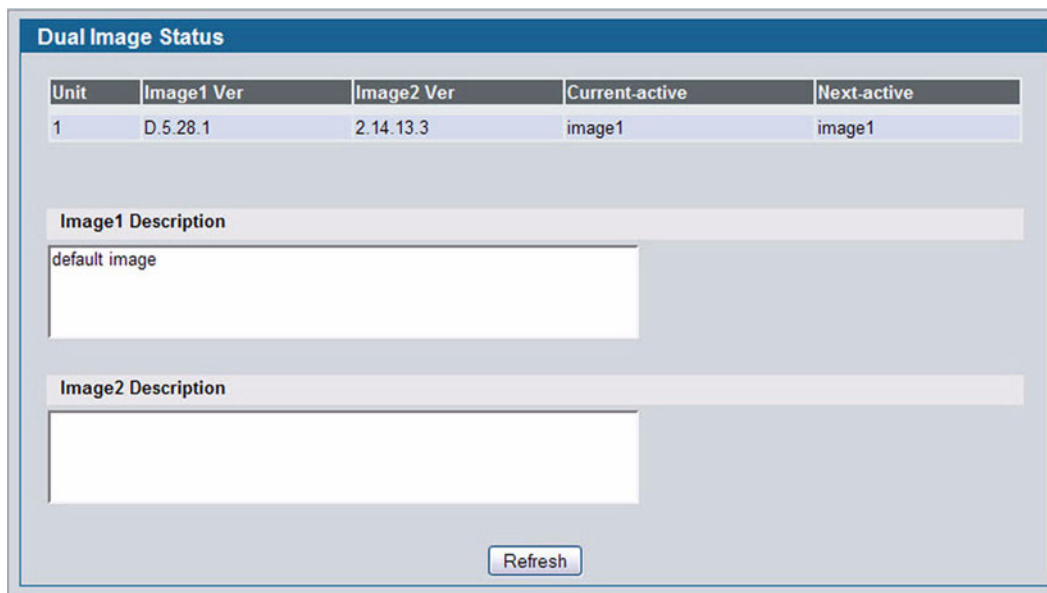 Dual Image Status
Unit Image1 Ver Image2 Ver Current-active Next-active
1 D.5.28.1 2.14.13.3 image1 image1
Image1 Description
default image
Image2 Description
Refresh